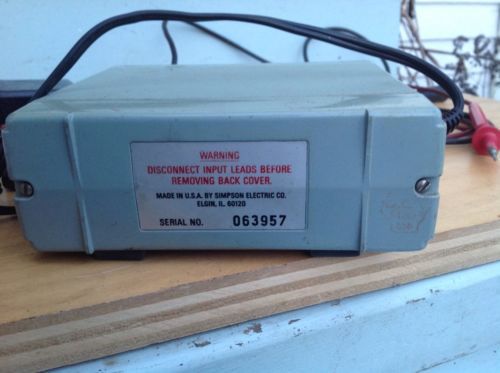 WARNING
DISCONNECT INPUT LEADS BEFORE
REMOVING BACK COVER.
MADE IN U.S.A. BY SIMPSON ELECTRIC CO.
ELGIN, IL 60120
SERIAL NO. 063957